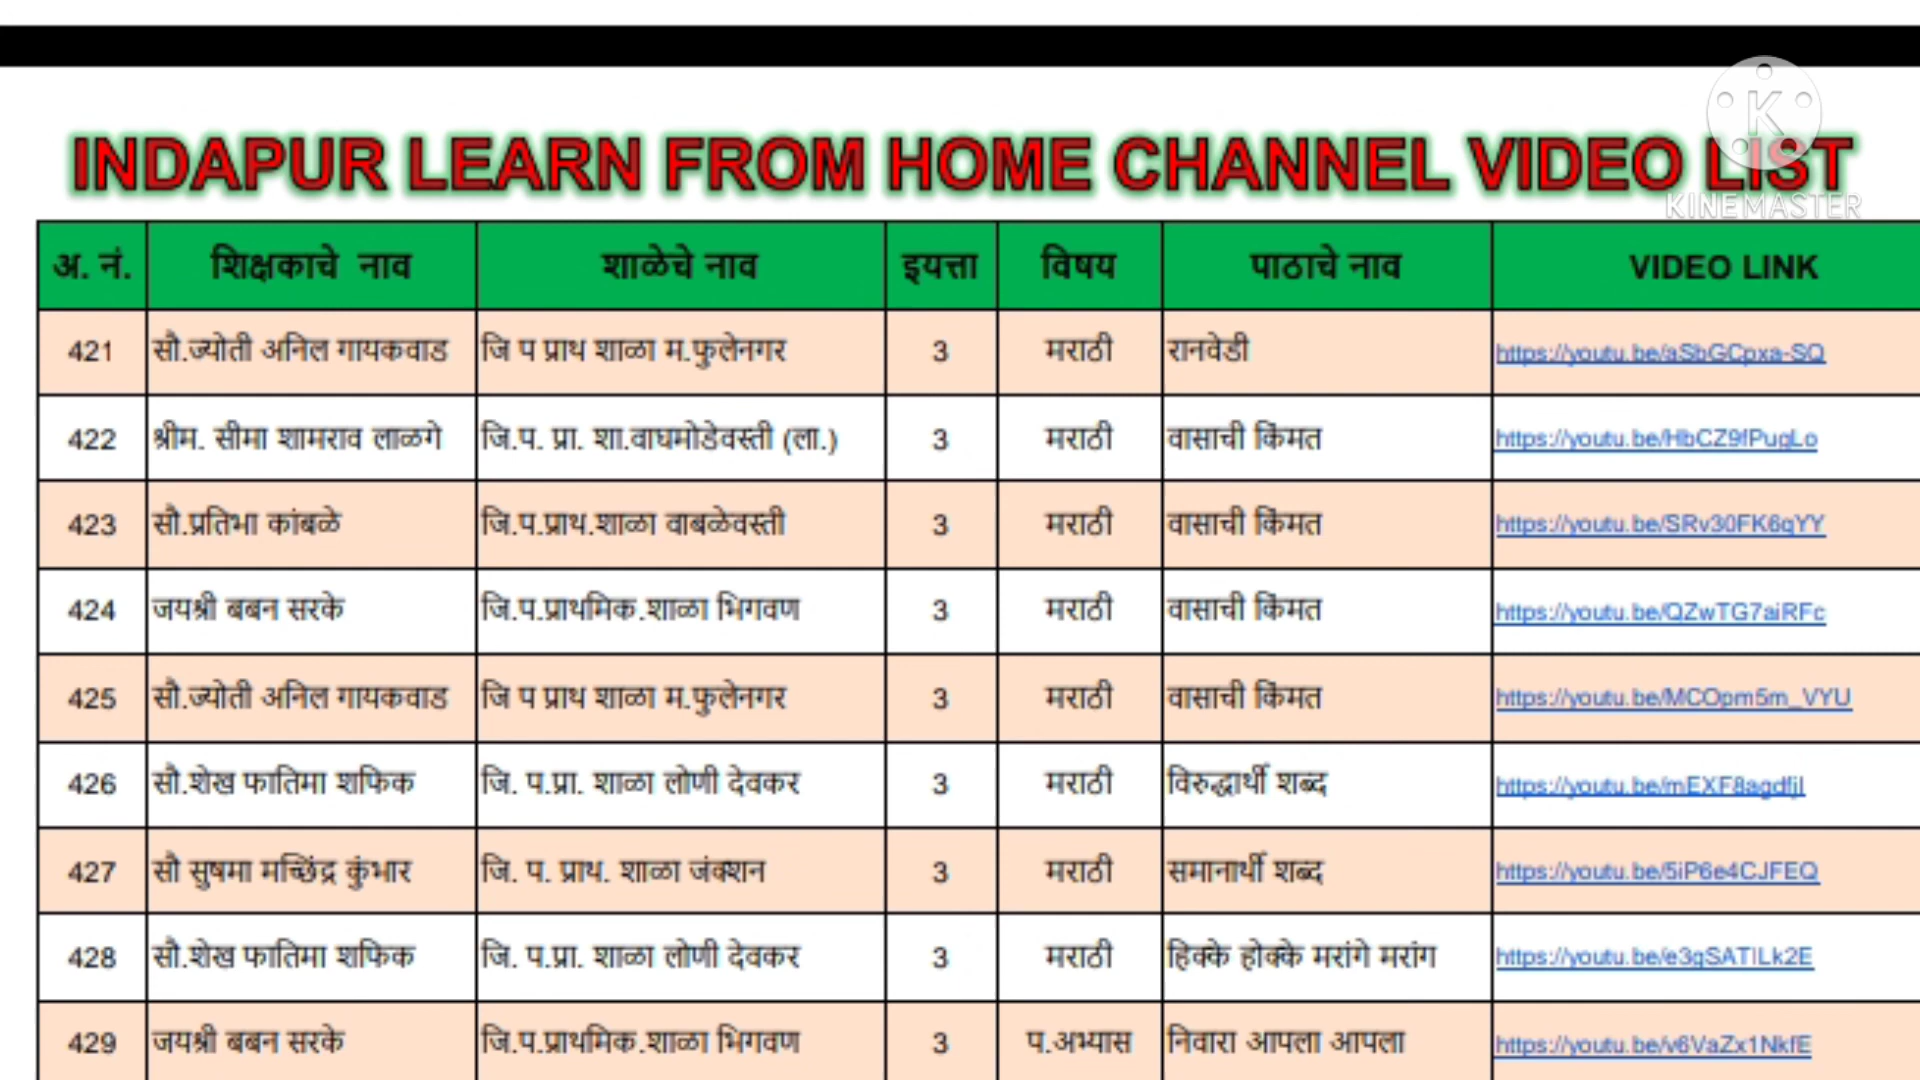 INDAPUR LEARN FROM HOME CHANNEL VIDEO LIST
K
KINEMASTER
अ. नं. शिक्षकाचे नाव शाळेचे नाव इयत्ता विषय पाठाचे नाव VIDEO LINK
421 सौ.ज्योती अनिल गायकवाड जि प प्राथ शाळा म.फुलेनगर 3 मराठी रानवेडी https://youtu.be/aSbGCpxa-SQ
422 श्रीम. सीमा शामराव लाळगे जि.प. प्रा. शा.वाघमोडेवस्ती (ला.) 3 मराठी वासाची किंमत https://youtu.be/HbCZ9fPugLo
423 सौ.प्रतिभा कांबळे जि.प.प्राथ.शाळा वाबळेवस्ती 3 मराठी वासाची किंमत https://youtu.be/SRv30FK6qYY
424 जयश्री बबन सरके जि.प.प्राथमिक.शाळा भिगवण 3 मराठी वासाची किंमत https://youtu.be/QZwTG7aiRFc
425 सौ.ज्योती अनिल गायकवाड जि प प्राथ शाळा म.फुलेनगर 3 मराठी वासाची किंमत https://youtu.be/MCOpm5m_VYU
426 सौ.शेख फातिमा शफिक जि. प.प्रा. शाळा लोणी देवकर 3 मराठी विरुद्धार्थी शब्द
427 सौ सुषमा मच्छिंद्र कुंभार जि. प. प्राथ. शाळा जंक्शन 3 मराठी समानार्थी शब्द https://youtu.be/5iP6e4CJFEQ
428 सौ.शेख फातिमा शफिक जि. प.प्रा. शाळा लोणी देवकर 3 मराठी हिक्के होक्के मरांगे मरांग
429 जयश्री बबन सरके जि.प.प्राथमिक.शाळा भिगवण 3 प.अभ्यास निवारा आपला आपला https://youtu.be/v6VaZx1NkfE